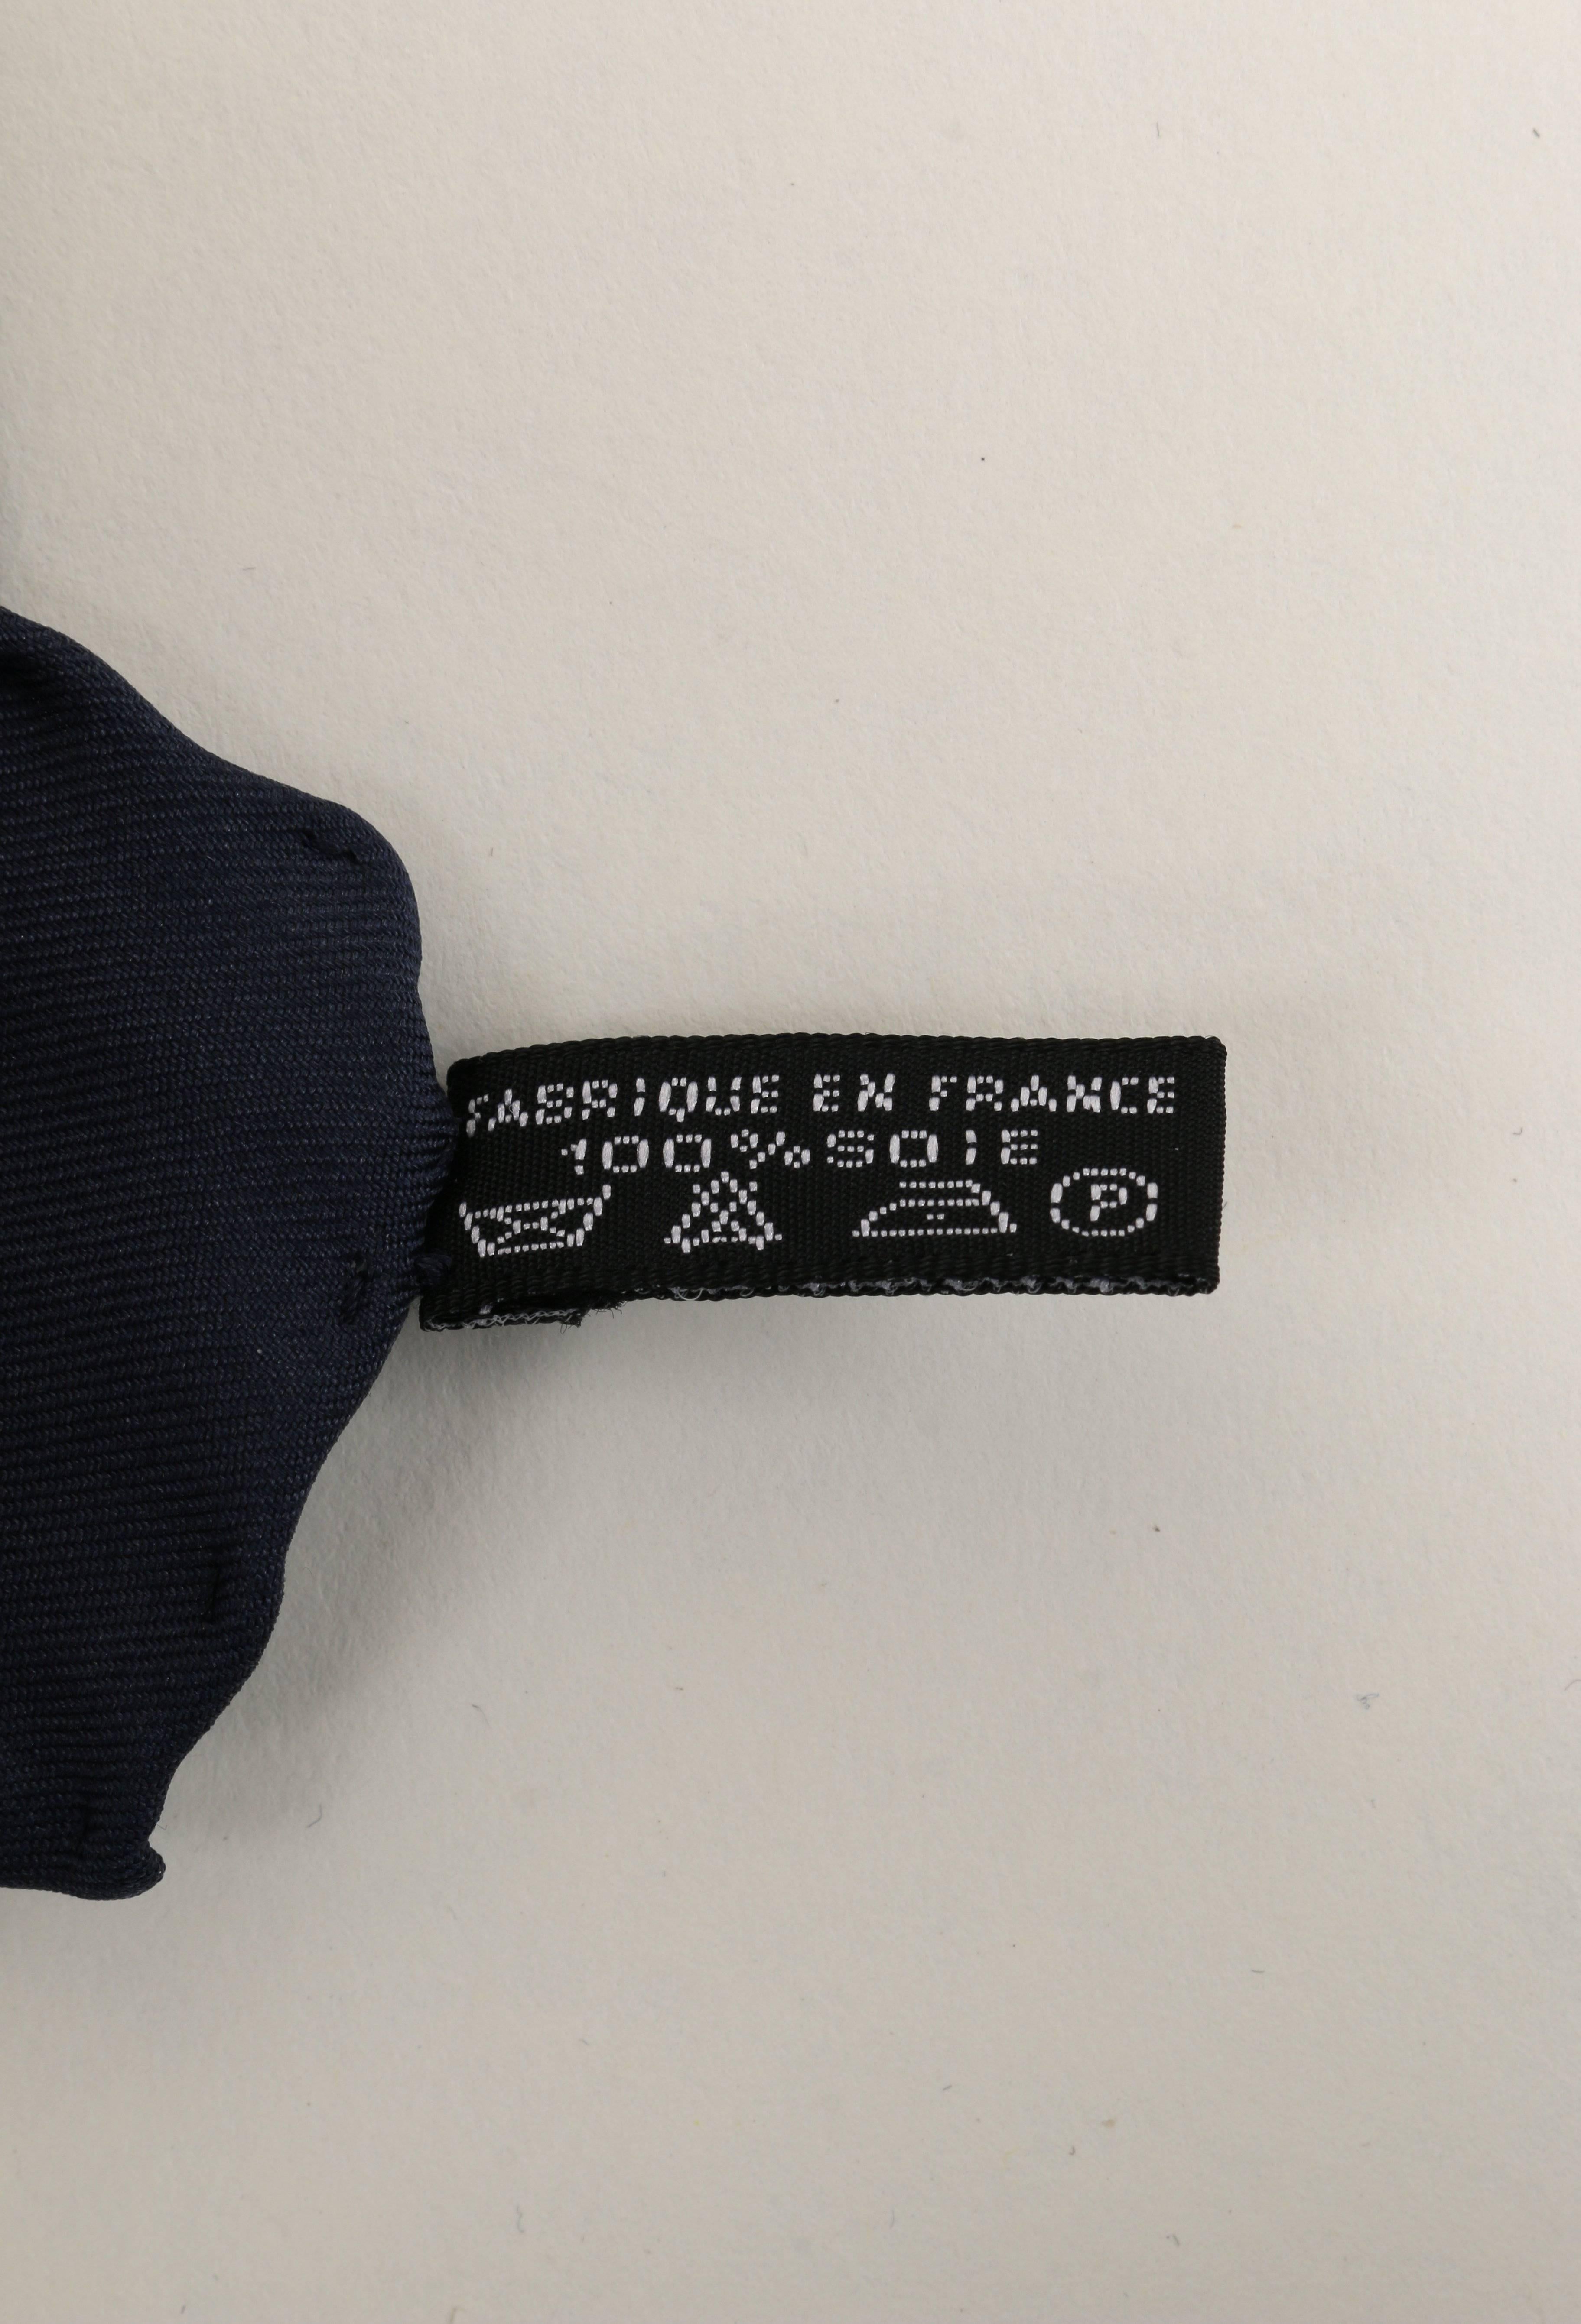 FABRIQUE EN FRANCE
100% SOIE
P